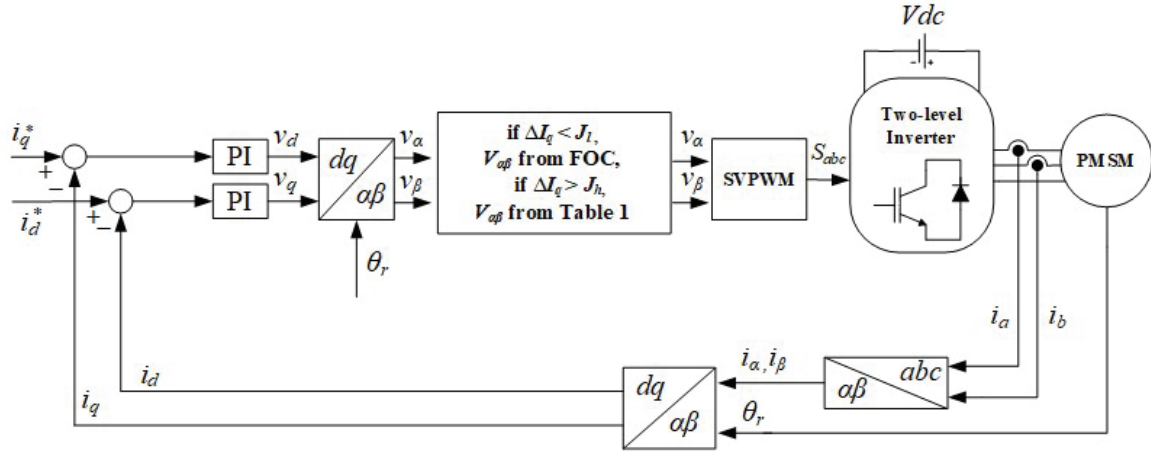 Vdc
i_q*
i_d*
+
−
+
−
PI
PI
v_d
v_q
dq
αβ
θ_r
v_α
v_β
if ΔI_q < J_l,
V_αβ from FOC,
if ΔI_q > J_h,
V_αβ from Table 1
v_α
v_β
SVPWM
S_abc
- +
Two-level
Inverter
PMSM
i_a
i_b
abc
αβ
i_α, i_β
θ_r
dq
αβ
i_d
i_q